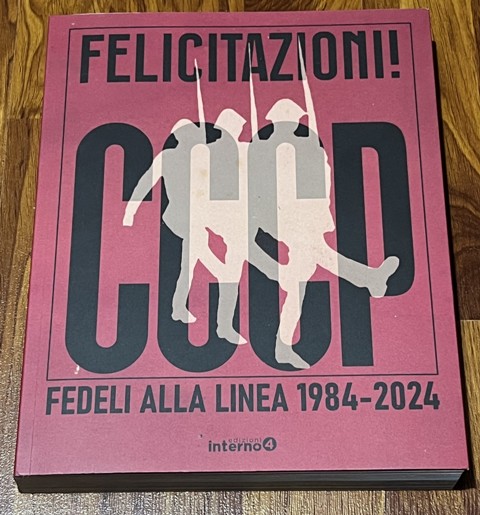 FELICITAZIONI!
CCCP
FEDELI ALLA LINEA 1984-2024
edizioni
interno4